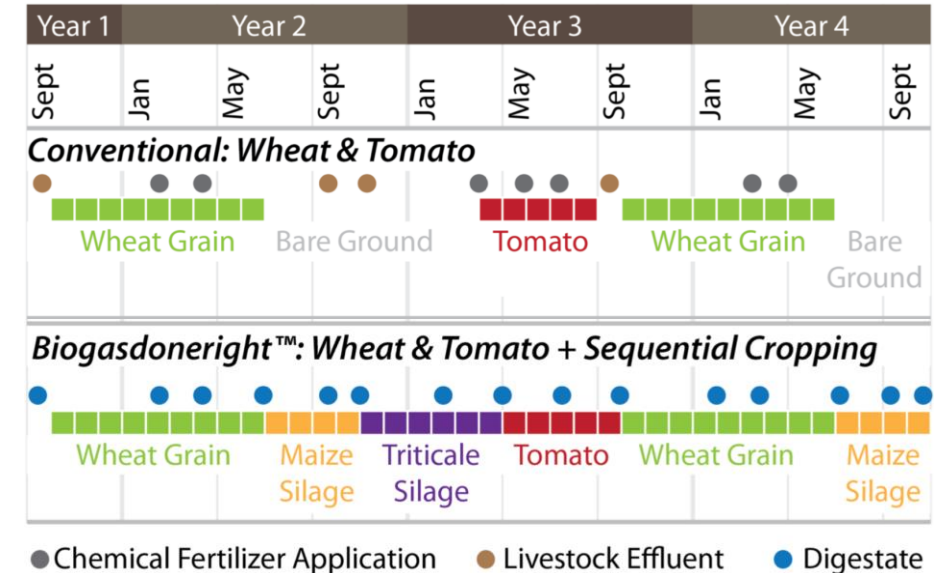 Year 1 Year 2 Year 3 Year 4
Sept Jan May Sept Jan May Sept Jan May Sept
Conventional: Wheat & Tomato
Wheat Grain Bare Ground Tomato Wheat Grain Bare
Ground
Biogasdoneright™: Wheat & Tomato + Sequential Cropping
Wheat Grain Maize Triticale Tomato Wheat Grain Maize
Silage Silage Silage
Chemical Fertilizer Application Livestock Effluent Digestate